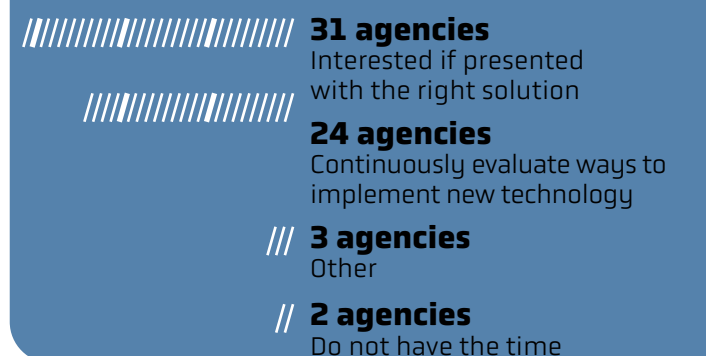 31 agencies
Interested if presented
with the right solution
24 agencies
Continuously evaluate ways to
implement new technology
3 agencies
Other
2 agencies
Do not have the time